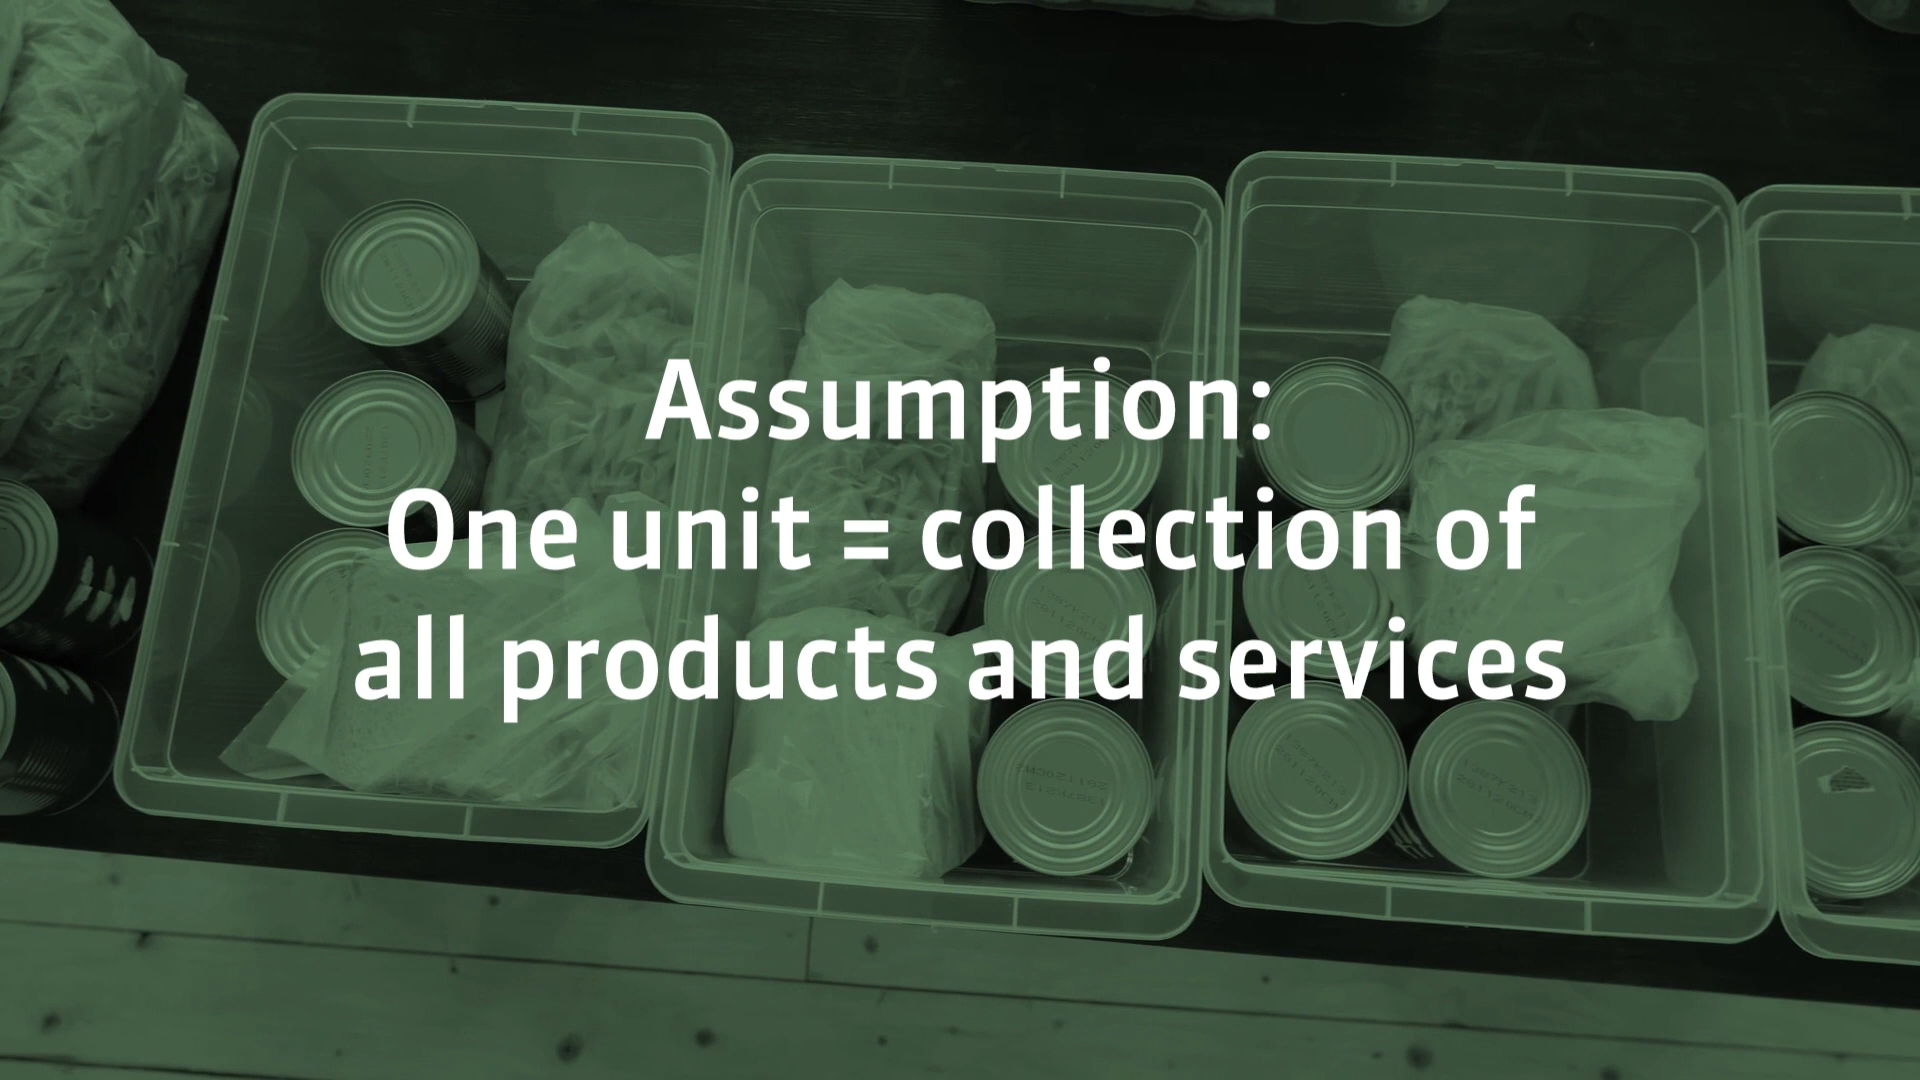 Assumption:
One unit = collection of
all products and services